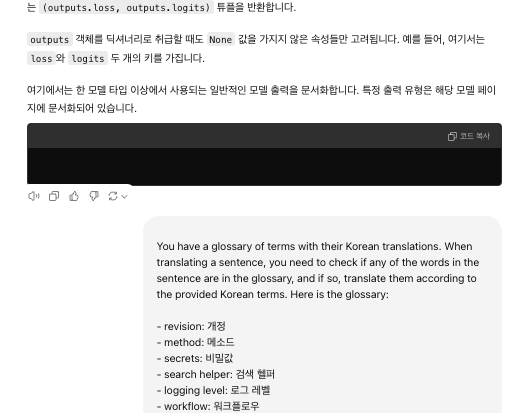 는 (outputs.loss, outputs.logits) 튜플을 반환합니다.
outputs 객체를 딕셔너리로 취급할 때도 None 값을 가지지 않은 속성들만 고려됩니다. 예를 들어, 여기서는
loss 와 logits 두 개의 키를 가집니다.
여기에서는 한 모델 타입 이상에서 사용되는 일반적인 모델 출력을 문서화합니다. 특정 출력 유형은 해당 모델 페이
지에 문서화되어 있습니다.
코드 복사
You have a glossary of terms with their Korean translations. When
translating a sentence, you need to check if any of the words in the
sentence are in the glossary, and if so, translate them according to
the provided Korean terms. Here is the glossary:
- revision: 개정
- method: 메소드
- secrets: 비밀값
- search helper: 검색 헬퍼
- logging level: 로그 레벨
- workflow: 워크플로우